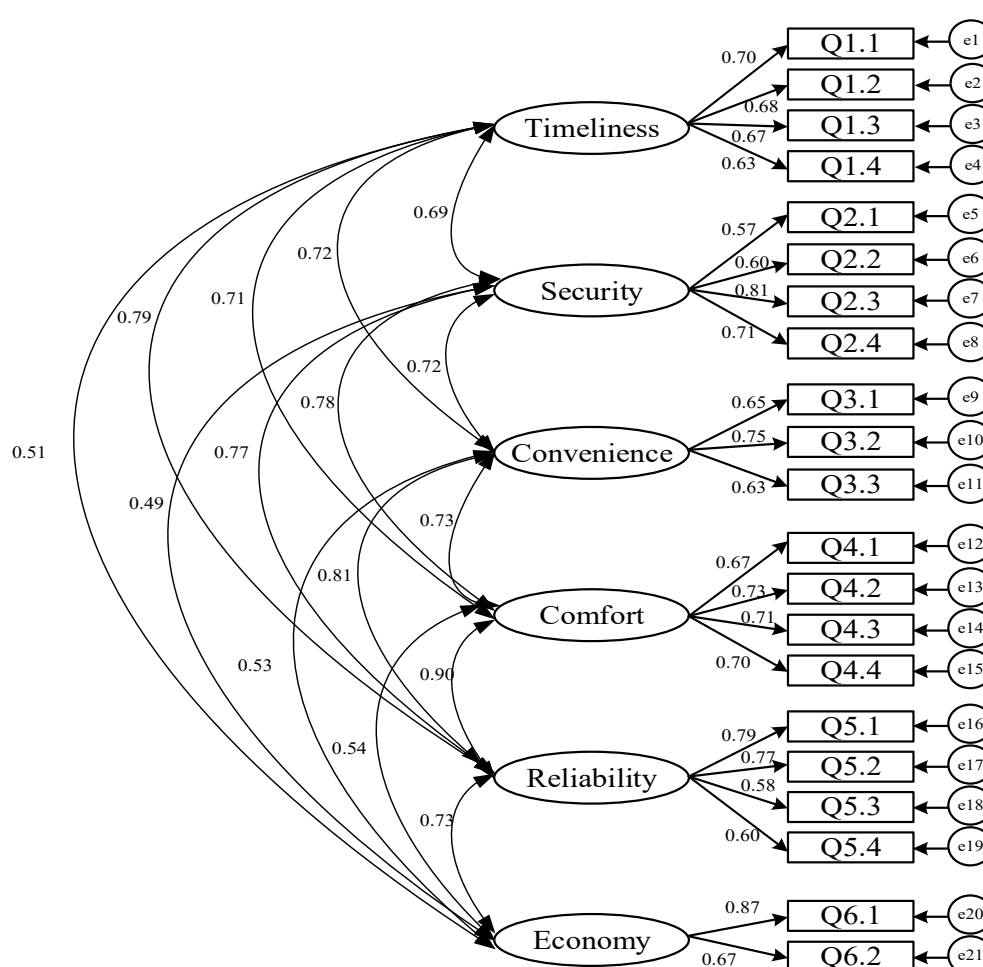 Q1.1
e1
0.70
Q1.2
e2
0.68
Timeliness
Q1.3
e3
0.67
Q1.4
e4
0.63
0.69
Q2.1
e5
0.57
0.72
Q2.2
e6
0.60
0.71
Security
Q2.3
e7
0.81
0.79
Q2.4
e8
0.71
0.72
Q3.1
e9
0.65
0.78
Q3.2
e10
0.75
0.51
0.77
Convenience
Q3.3
e11
0.63
0.49
0.73
Q4.1
e12
0.67
0.81
Q4.2
e13
0.73
Comfort
Q4.3
e14
0.71
0.53
0.90
Q4.4
e15
0.70
Q5.1
e16
0.79
0.54
Q5.2
e17
0.77
Reliability
Q5.3
e18
0.58
0.73
Q5.4
e19
0.60
Q6.1
e20
0.87
Economy
Q6.2
e21
0.67